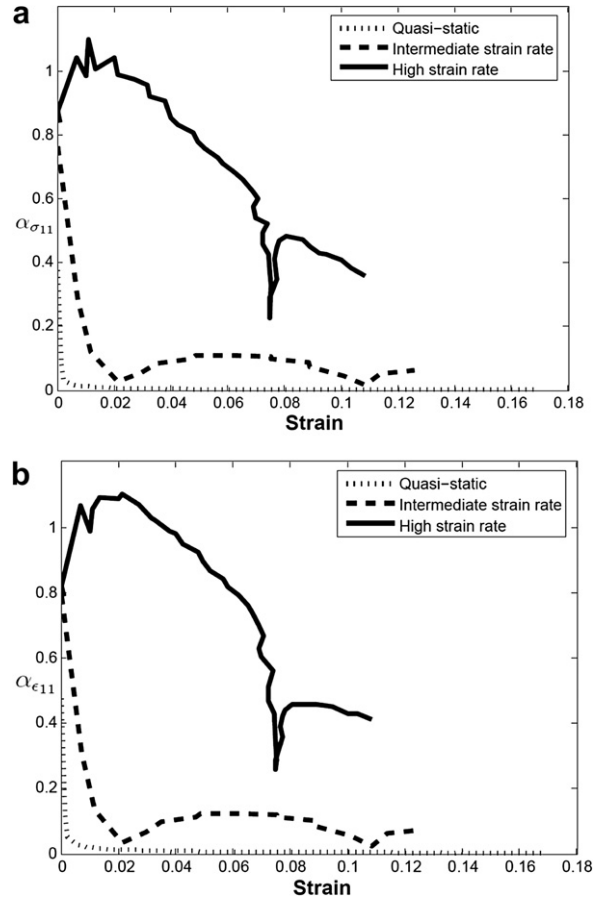 a
Quasi-static
Intermediate strain rate
High strain rate
1
0.8
0.6
α_σ11
0.4
0.2
0
0 0.02 0.04 0.06 0.08 0.1 0.12 0.14 0.16 0.18
Strain
b
Quasi-static
Intermediate strain rate
High strain rate
1
0.8
0.6
α_ϵ11
0.4
0.2
0
0 0.02 0.04 0.06 0.08 0.1 0.12 0.14 0.16 0.18
Strain